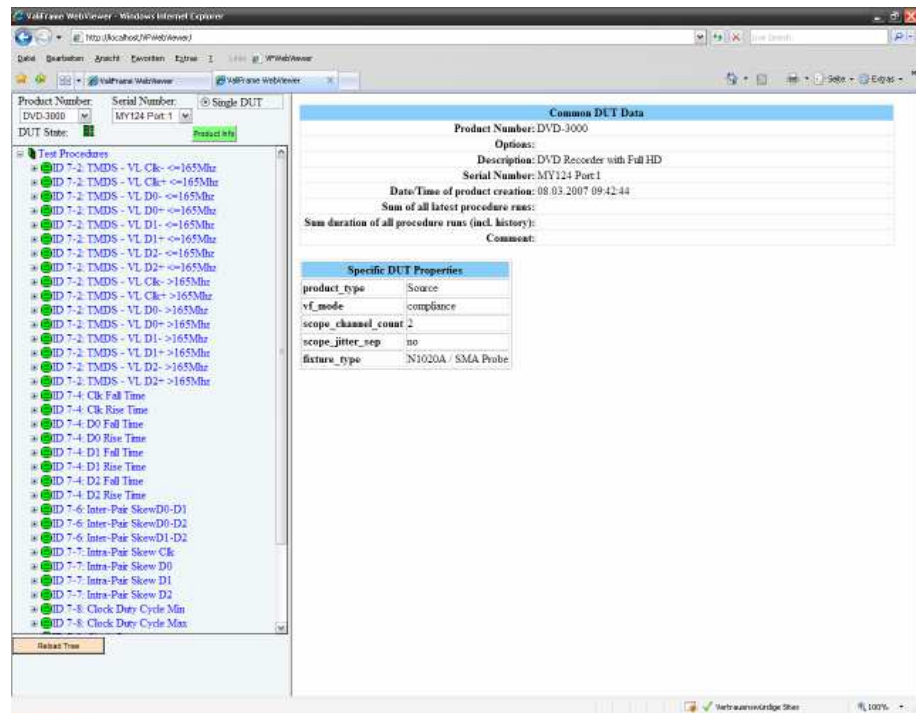 ValiFrame WebViewer - Windows Internet Explorer
http://localhost/VFWebViewer/
Live Search
Datei Bearbeiten Ansicht Favoriten Extras ? Links VFWebViewer
ValiFrame WebViewer ValiFrame WebViewer
Seite Extras
Product Number: Serial Number: Single DUT
DVD-3000 MY124 Port 1
DUT State: Product Info
Test Procedures
ID 7-2: TMDS - VL Clk- <=165Mhz
ID 7-2: TMDS - VL Clk+ <=165Mhz
ID 7-2: TMDS - VL D0- <=165Mhz
ID 7-2: TMDS - VL D0+ <=165Mhz
ID 7-2: TMDS - VL D1- <=165Mhz
ID 7-2: TMDS - VL D1+ <=165Mhz
ID 7-2: TMDS - VL D2- <=165Mhz
ID 7-2: TMDS - VL D2+ <=165Mhz
ID 7-2: TMDS - VL Clk- >165Mhz
ID 7-2: TMDS - VL Clk+ >165Mhz
ID 7-2: TMDS - VL D0- >165Mhz
ID 7-2: TMDS - VL D0+ >165Mhz
ID 7-2: TMDS - VL D1- >165Mhz
ID 7-2: TMDS - VL D1+ >165Mhz
ID 7-2: TMDS - VL D2- >165Mhz
ID 7-2: TMDS - VL D2+ >165Mhz
ID 7-4: Clk Fall Time
ID 7-4: Clk Rise Time
ID 7-4: D0 Fall Time
ID 7-4: D0 Rise Time
ID 7-4: D1 Fall Time
ID 7-4: D1 Rise Time
ID 7-4: D2 Fall Time
ID 7-4: D2 Rise Time
ID 7-6: Inter-Pair SkewD0-D1
ID 7-6: Inter-Pair SkewD0-D2
ID 7-6: Inter-Pair SkewD1-D2
ID 7-7: Intra-Pair Skew Clk
ID 7-7: Intra-Pair Skew D0
ID 7-7: Intra-Pair Skew D1
ID 7-7: Intra-Pair Skew D2
ID 7-8: Clock Duty Cycle Min
ID 7-8: Clock Duty Cycle Max
Reload Tree
Common DUT Data
Product Number: DVD-3000
Options:
Description: DVD Recorder with Full HD
Serial Number: MY124 Port 1
Date/Time of product creation: 08.03.2007 09:42:44
Sum of all latest procedure runs:
Sum duration of all procedure runs (incl. history):
Comment:
Specific DUT Properties
product_type Source
vf_mode compliance
scope_channel_count 2
scope_jitter_sep no
fixture_type N1020A / SMA Probe
Vertrauenswürdige Sites 100%